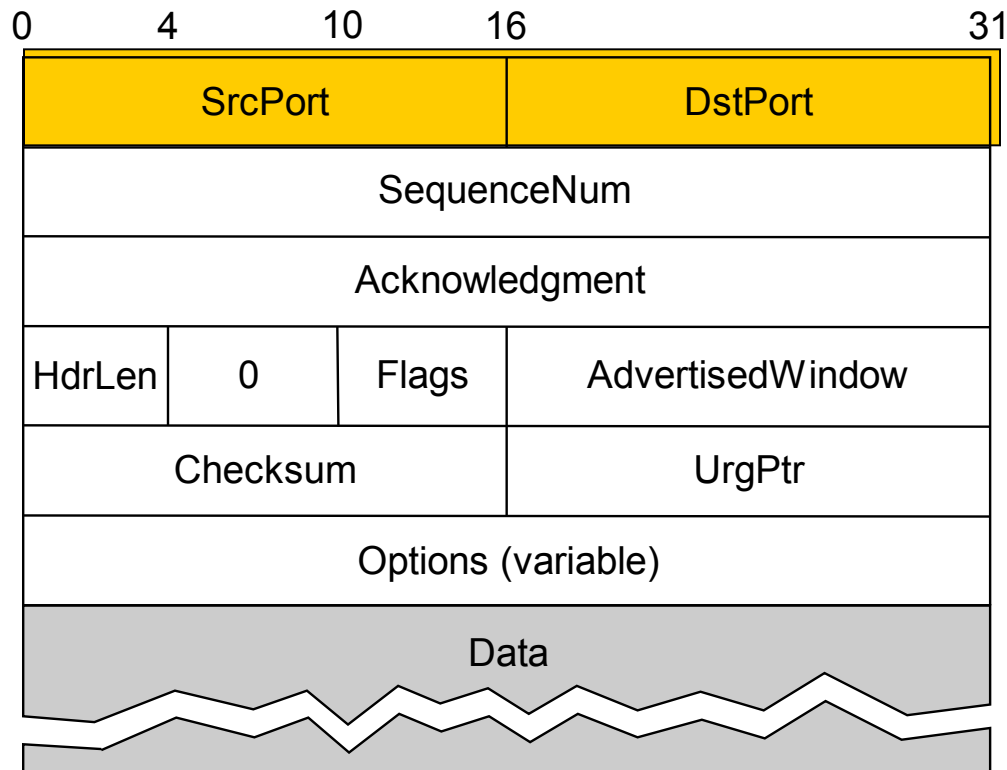 0 4 10 16 31
SrcPort DstPort
SequenceNum
Acknowledgment
HdrLen 0 Flags AdvertisedWindow
Checksum UrgPtr
Options (variable)
Data